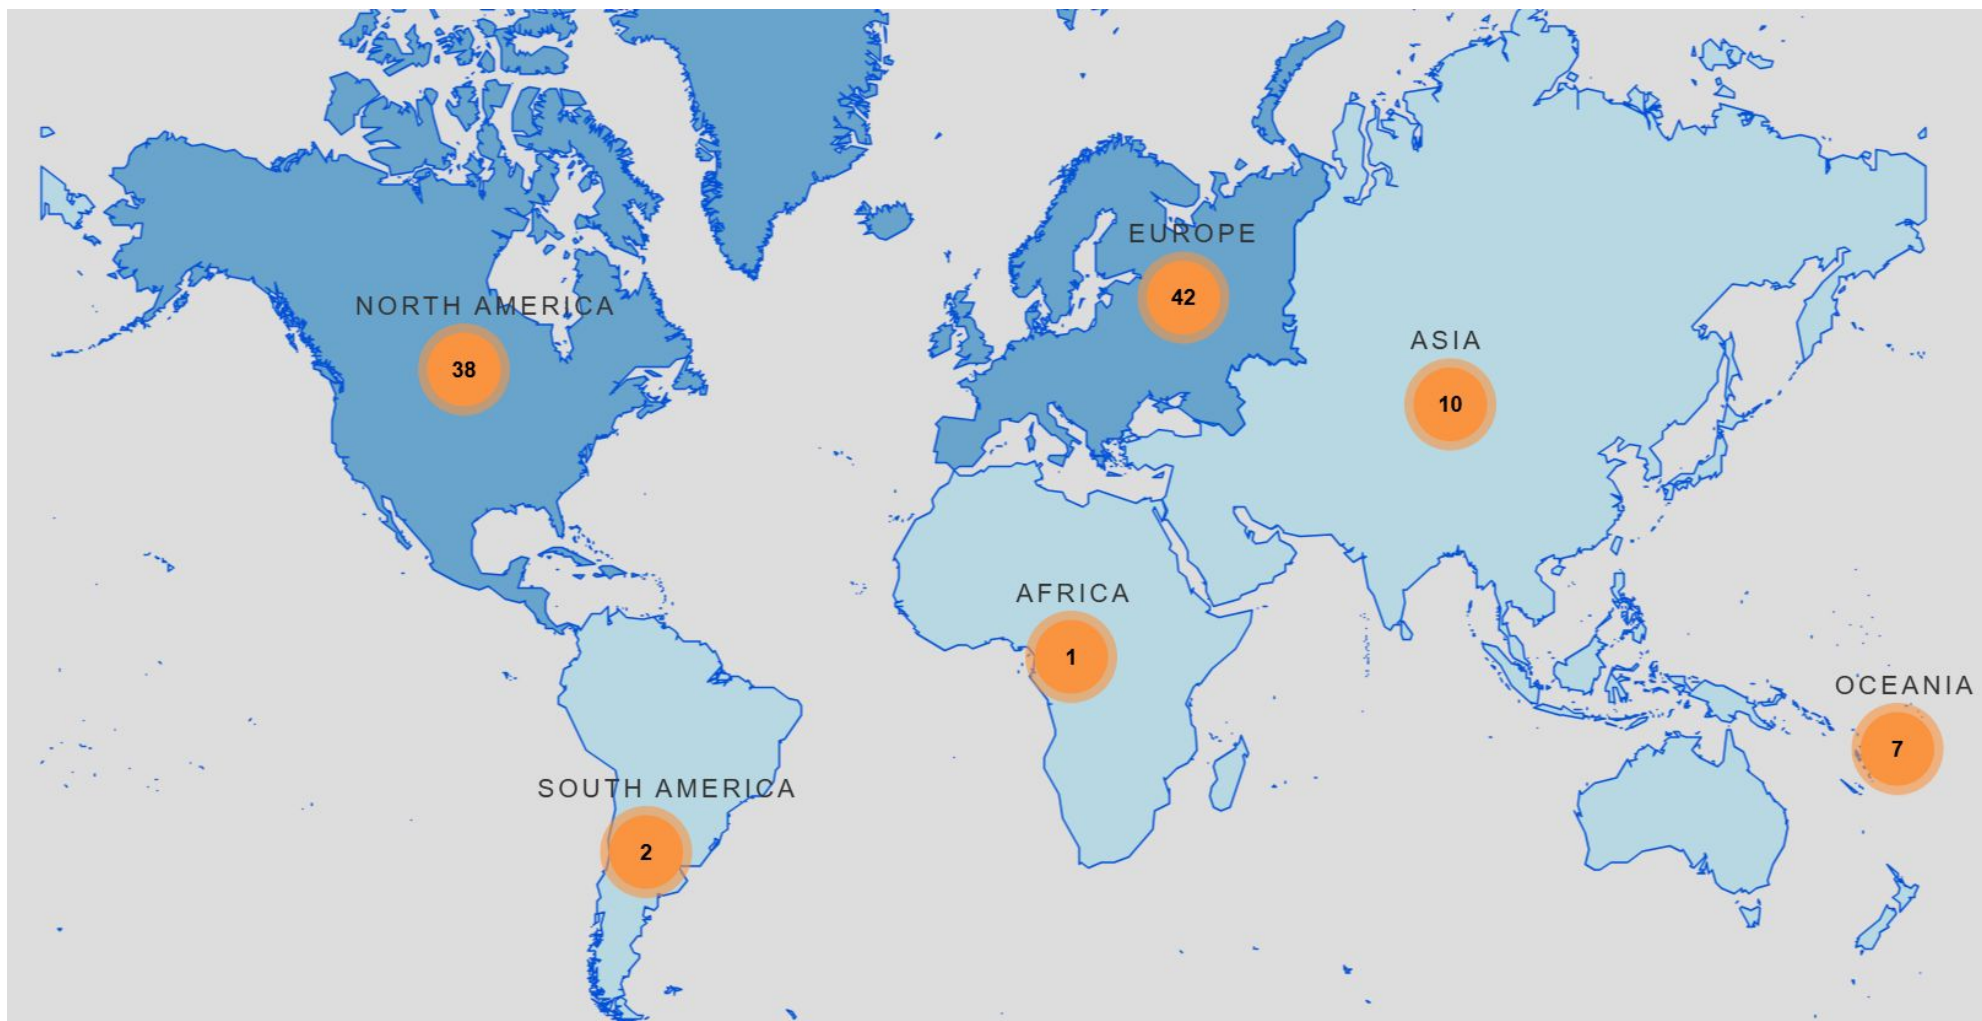 EUROPE
42
NORTH AMERICA
38
ASIA
10
AFRICA
1
OCEANIA
7
SOUTH AMERICA
2